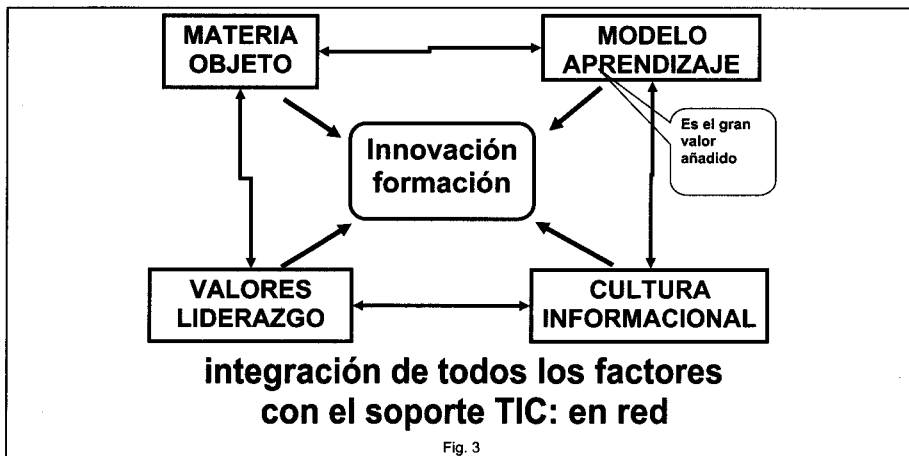 MATERIA
OBJETO
MODELO
APRENDIZAJE
Es el gran
valor
añadido
Innovación
formación
VALORES
LIDERAZGO
CULTURA
INFORMACIONAL
integración de todos los factores
con el soporte TIC: en red
Fig. 3